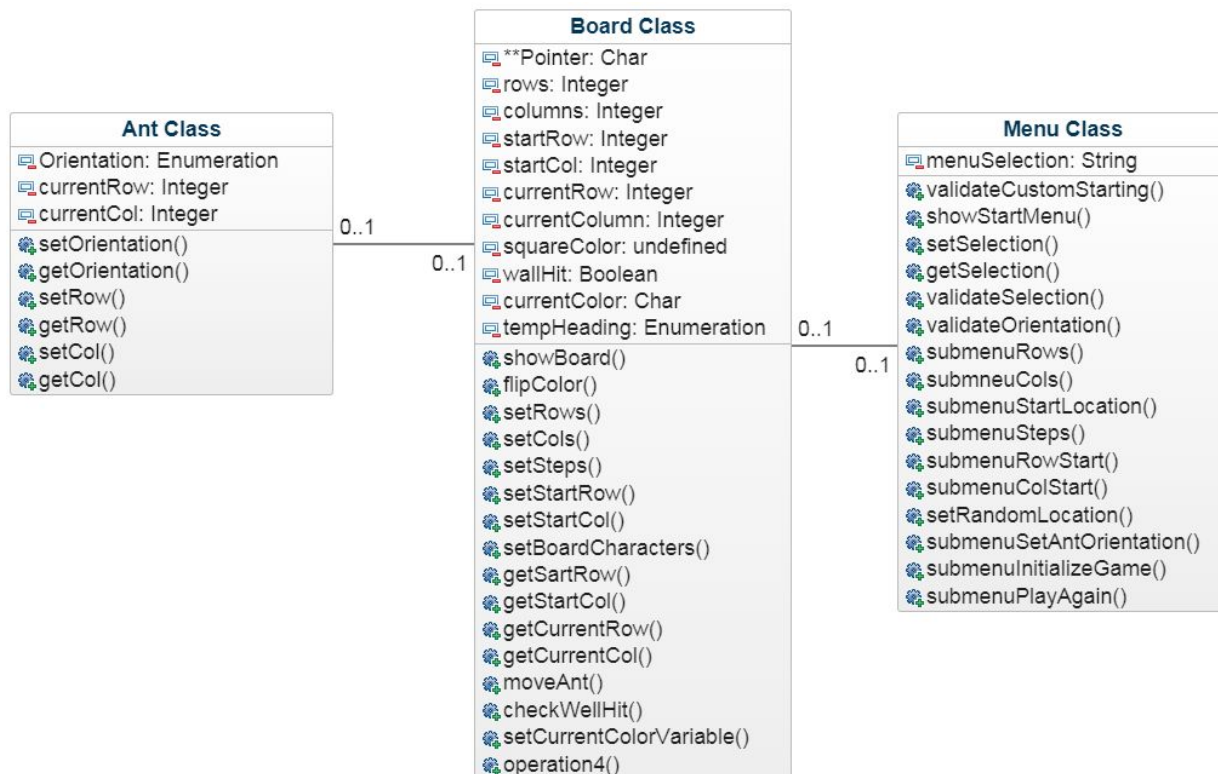 Ant Class
Orientation: Enumeration
currentRow: Integer
currentCol: Integer
setOrientation()
getOrientation()
setRow()
getRow()
setCol()
getCol()
0..1
0..1
Board Class
**Pointer: Char
rows: Integer
columns: Integer
startRow: Integer
startCol: Integer
currentRow: Integer
currentColumn: Integer
squareColor: undefined
wallHit: Boolean
currentColor: Char
tempHeading: Enumeration
showBoard()
flipColor()
setRows()
setCols()
setSteps()
setStartRow()
setStartCol()
setBoardCharacters()
getSartRow()
getStartCol()
getCurrentRow()
getCurrentCol()
moveAnt()
checkWellHit()
setCurrentColorVariable()
operation4()
0..1
0..1
Menu Class
menuSelection: String
validateCustomStarting()
showStartMenu()
setSelection()
getSelection()
validateSelection()
validateOrientation()
submenuRows()
submneuCols()
submenuStartLocation()
submenuSteps()
submenuRowStart()
submenuColStart()
setRandomLocation()
submenuSetAntOrientation()
submenuInitializeGame()
submenuPlayAgain()